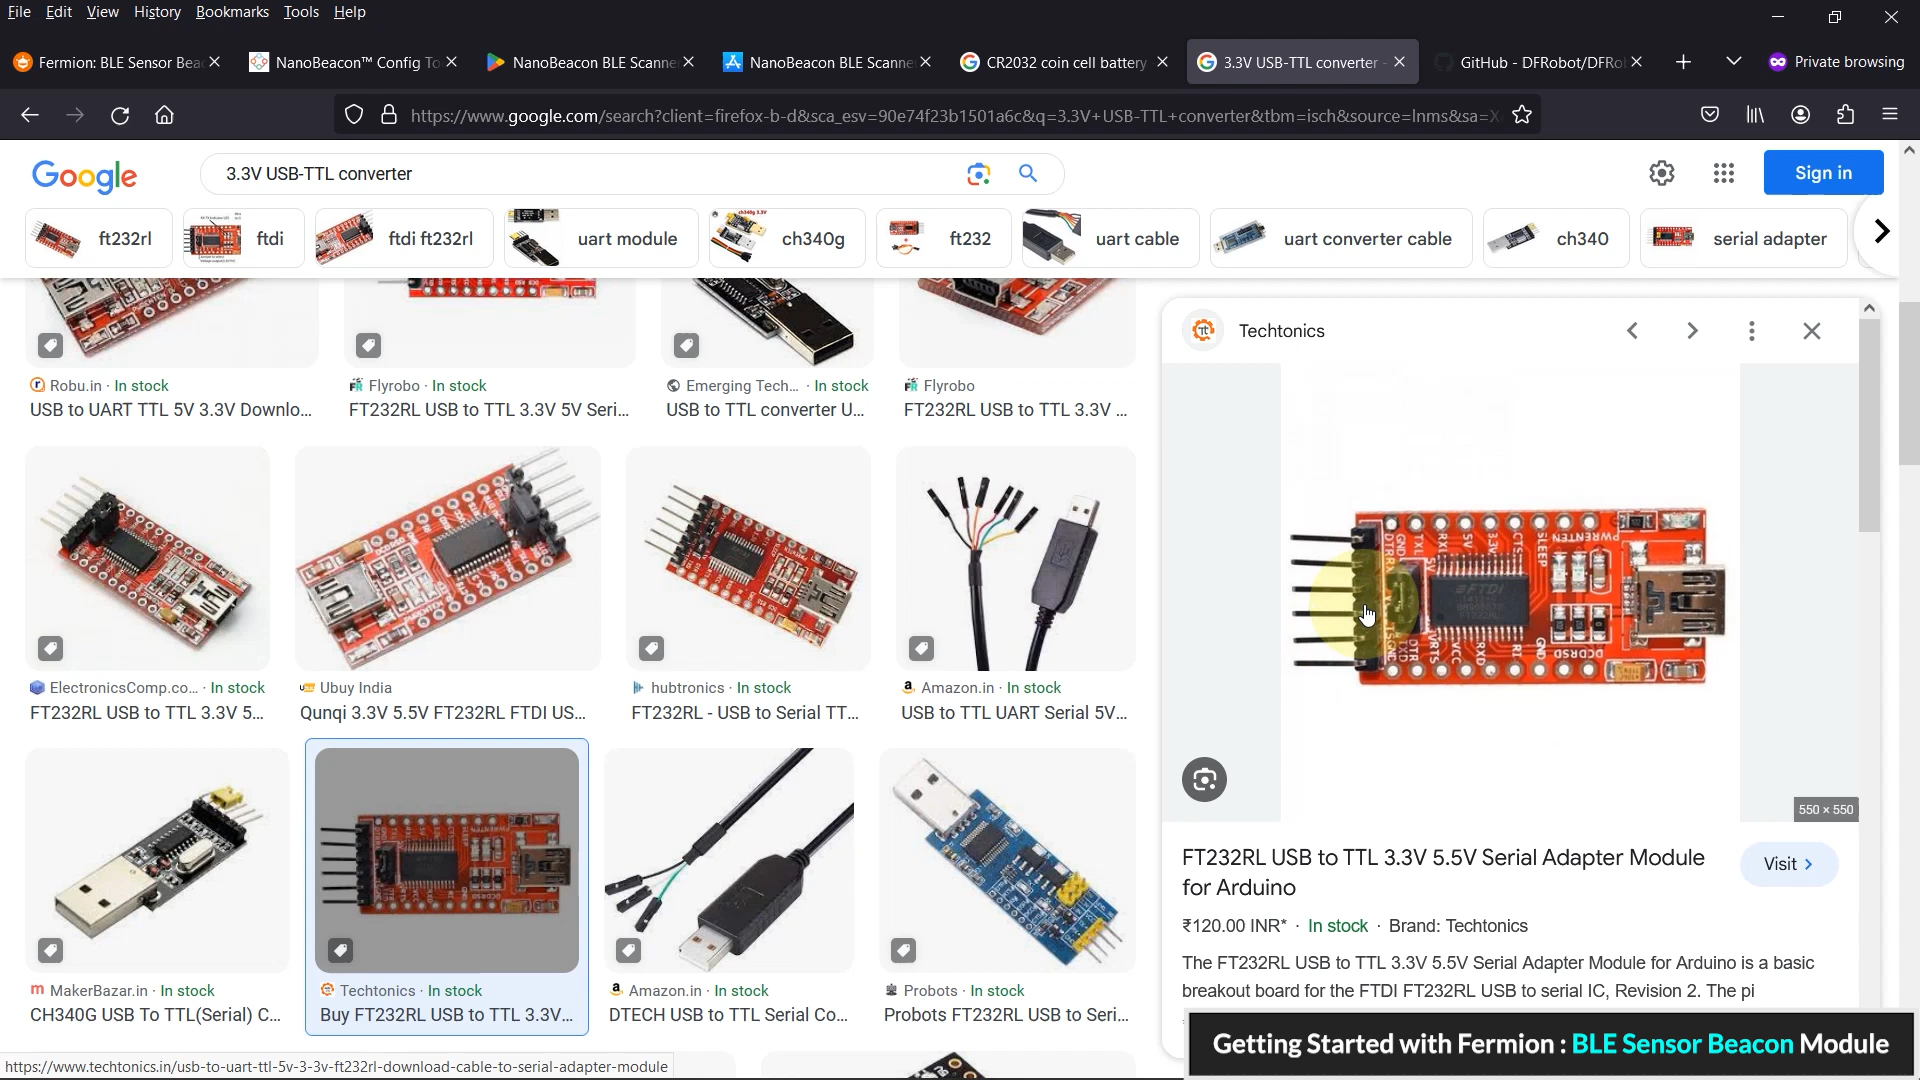 File Edit View History Bookmarks Tools Help
Fermion: BLE Sensor Bea
NanoBeacon™ Config To
NanoBeacon BLE Scanne
NanoBeacon BLE Scanne
CR2032 coin cell battery
3.3V USB-TTL converter -
GitHub - DFRobot/DFRo
Private browsing
https://www.google.com/search?client=firefox-b-d&sca_esv=90e74f23b1501a6c&q=3.3V+USB-TTL+converter&tbm=isch&source=lnms&sa=X
Google
3.3V USB-TTL converter
Sign in
ft232rl
ftdi
ftdi ft232rl
uart module
ch340g
ft232
uart cable
uart converter cable
ch340
serial adapter
Robu.in · In stock
USB to UART TTL 5V 3.3V Downlo...
Flyrobo · In stock
FT232RL USB to TTL 3.3V 5V Seri...
Emerging Tech... · In stock
USB to TTL converter U...
Flyrobo
FT232RL USB to TTL 3.3V ...
ElectronicsComp.co... · In stock
FT232RL USB to TTL 3.3V 5...
Ubuy India
Qunqi 3.3V 5.5V FT232RL FTDI US...
hubtronics · In stock
FT232RL - USB to Serial TT...
Amazon.in · In stock
USB to TTL UART Serial 5V...
MakerBazar.in · In stock
CH340G USB To TTL(Serial) C...
Techtonics · In stock
Buy FT232RL USB to TTL 3.3V...
Amazon.in · In stock
DTECH USB to TTL Serial Co...
Probots · In stock
Probots FT232RL USB to Seri...
Techtonics
FTDI
550 × 550
FT232RL USB to TTL 3.3V 5.5V Serial Adapter Module
for Arduino
Visit
₹120.00 INR* · In stock · Brand: Techtonics
The FT232RL USB to TTL 3.3V 5.5V Serial Adapter Module for Arduino is a basic
breakout board for the FTDI FT232RL USB to serial IC, Revision 2. The pi
Getting Started with Fermion : BLE Sensor Beacon Module
https://www.techtonics.in/usb-to-uart-ttl-5v-3-3v-ft232rl-download-cable-to-serial-adapter-module